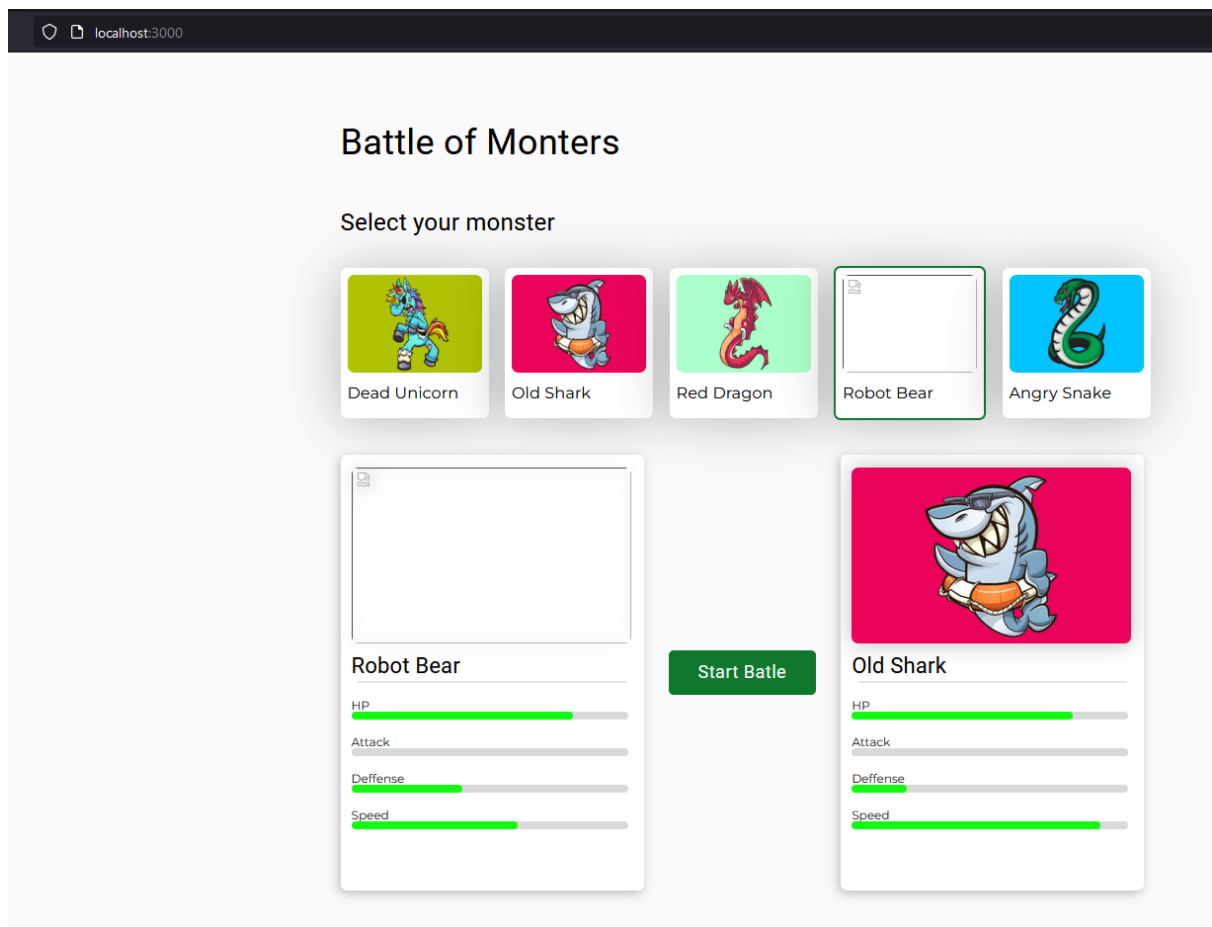 localhost:3000
Battle of Monters
Select your monster
Dead Unicorn
Old Shark
Red Dragon
Robot Bear
Angry Snake
Robot Bear
HP
Attack
Deffense
Speed
Start Batle
Old Shark
HP
Attack
Deffense
Speed